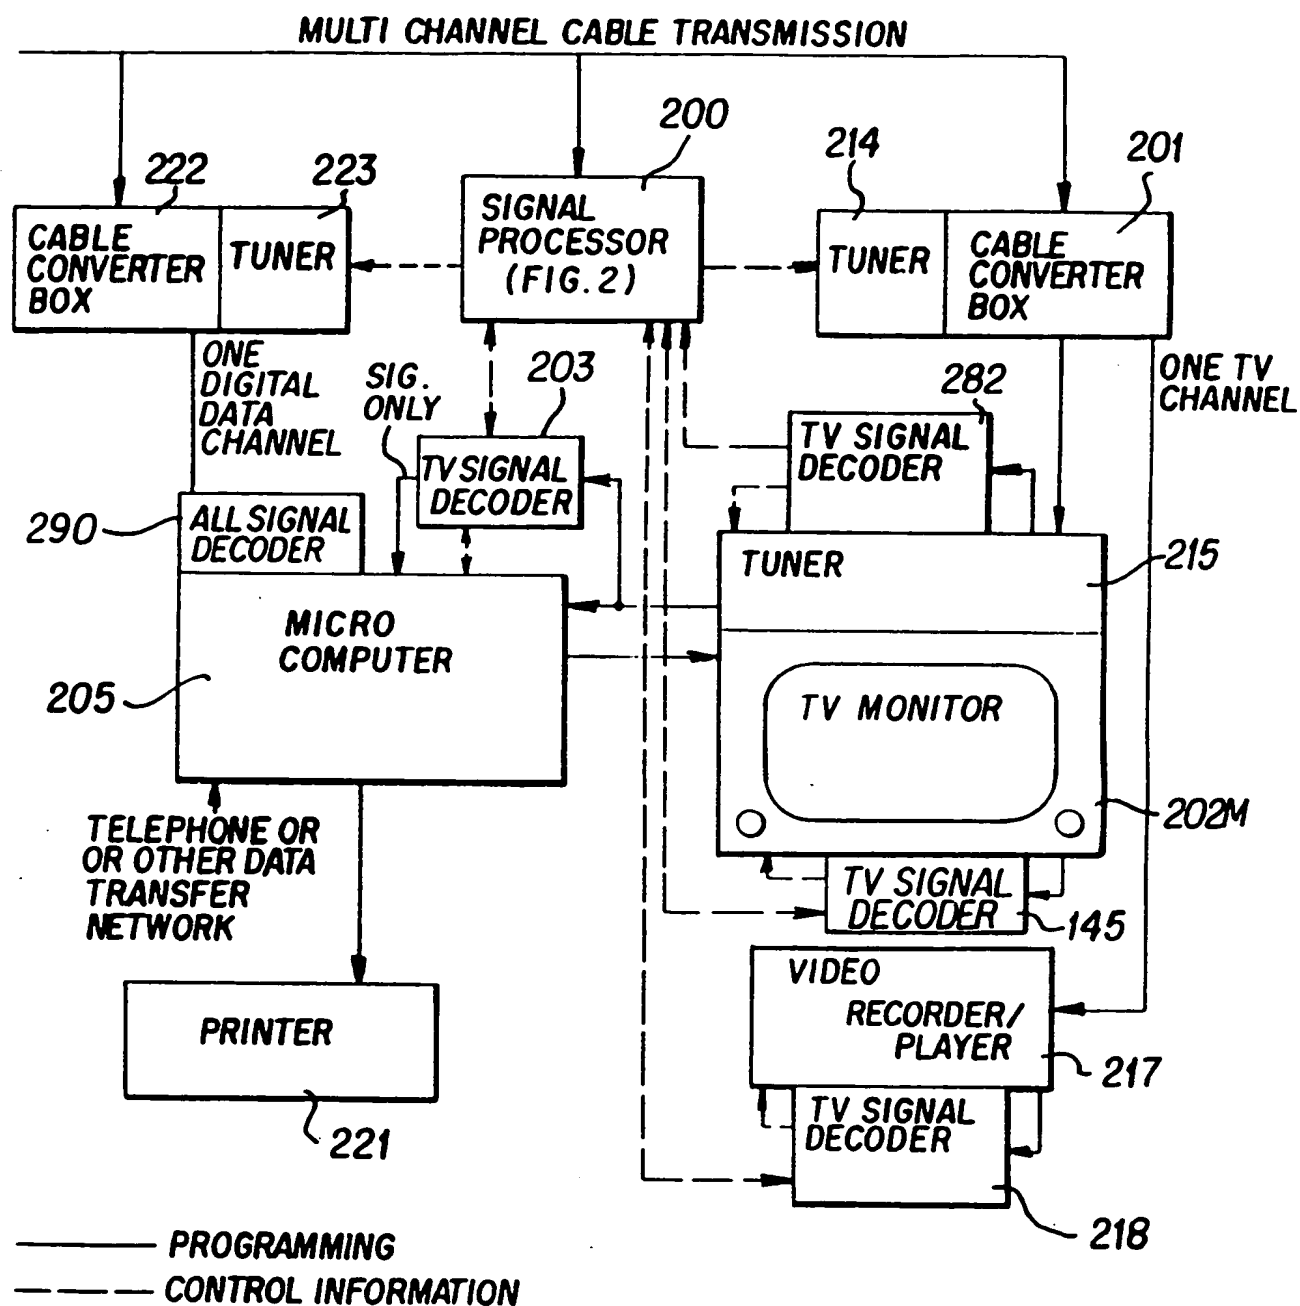 MULTI CHANNEL CABLE TRANSMISSION
200
214
201
222
223
CABLE
CONVERTER
BOX
TUNER
SIGNAL
PROCESSOR
(FIG. 2)
TUNER
CABLE
CONVERTER
BOX
ONE
DIGITAL
DATA
CHANNEL
SIG.
ONLY
203
282
ONE TV
CHANNEL
TV SIGNAL
DECODER
TV SIGNAL
DECODER
290
ALL SIGNAL
DECODER
TUNER
215
MICRO
COMPUTER
205
TV MONITOR
202M
TELEPHONE OR
OR OTHER DATA
TRANSFER
NETWORK
TV SIGNAL
DECODER
145
VIDEO
RECORDER/
PLAYER
217
PRINTER
221
TV SIGNAL
DECODER
218
PROGRAMMING
CONTROL INFORMATION